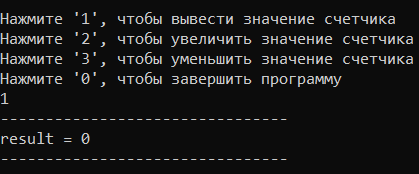 Нажмите '1', чтобы вывести значение счетчика
Нажмите '2', чтобы увеличить значение счетчика
Нажмите '3', чтобы уменьшить значение счетчика
Нажмите '0', чтобы завершить программу
1
--------------------------------
result = 0
--------------------------------